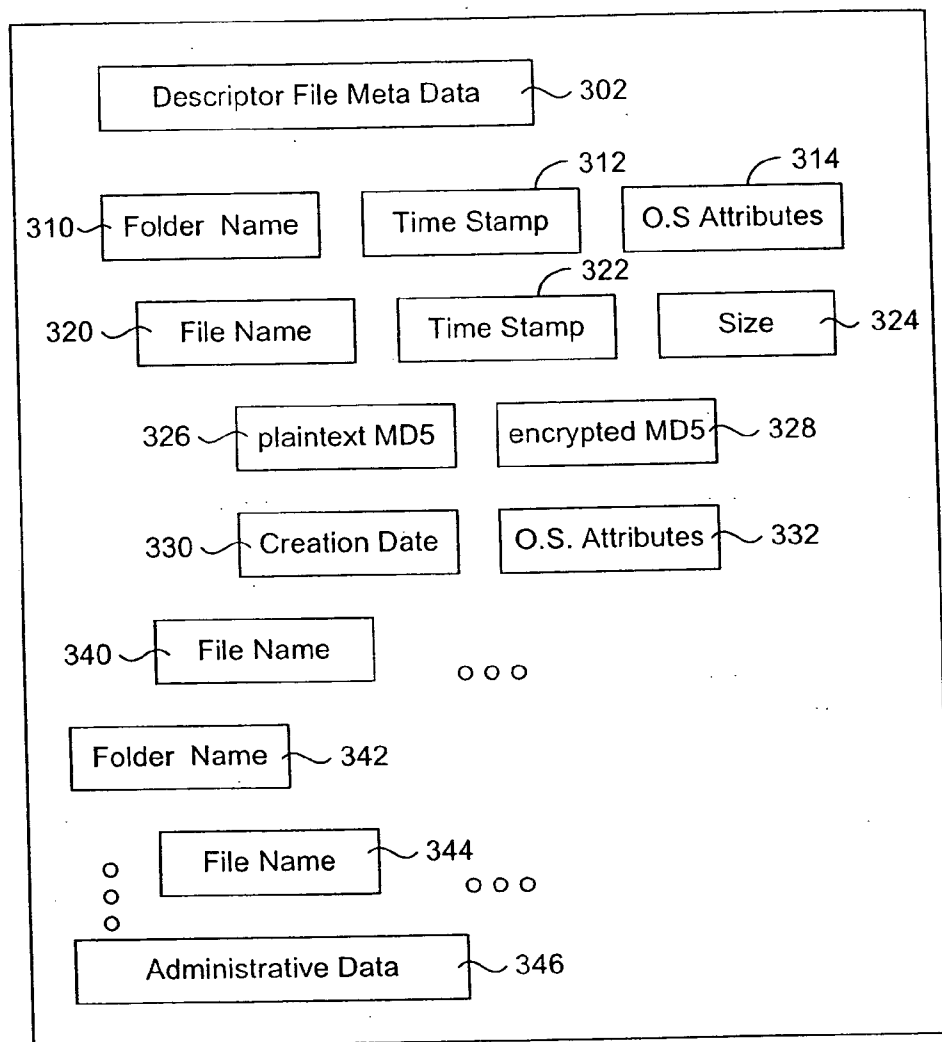 Descriptor File Meta Data 302
312 314
310 Folder Name Time Stamp O.S Attributes
322
320 File Name Time Stamp Size 324
326 plaintext MD5 encrypted MD5 328
330 Creation Date O.S. Attributes 332
340 File Name
Folder Name 342
File Name 344
Administrative Data 346